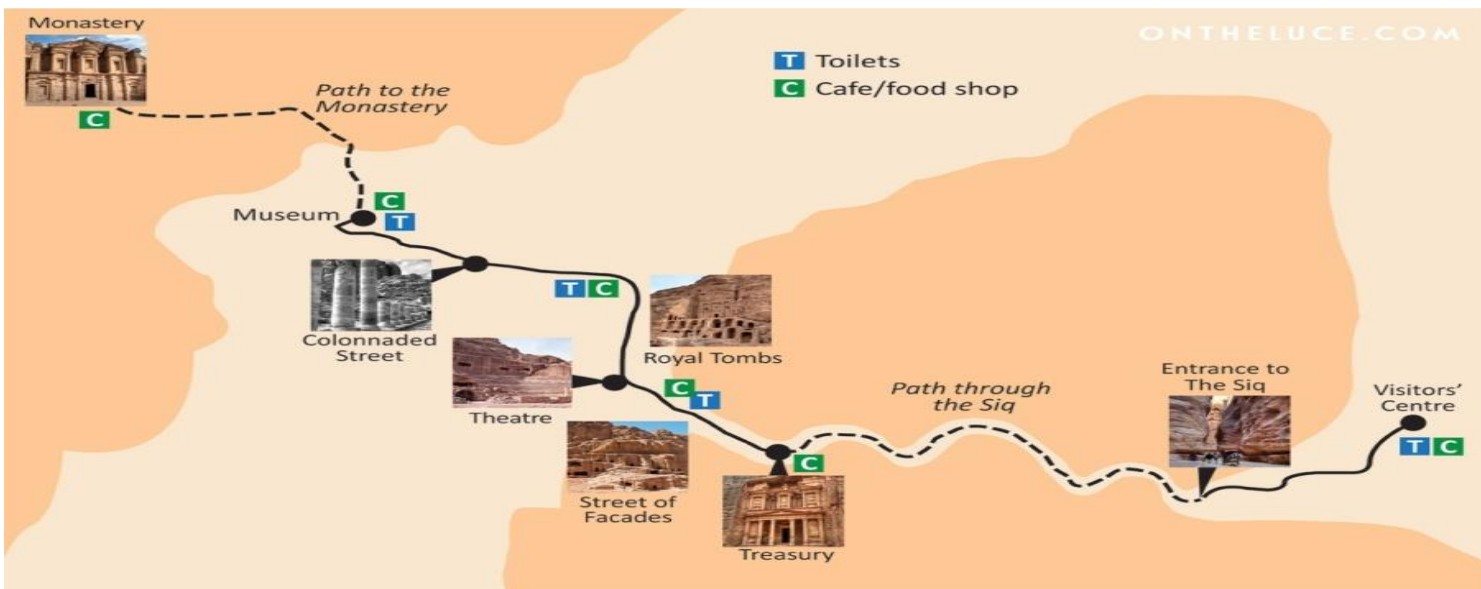 Monastery
ONTHELUCE.COM
T Toilets
C Cafe/food shop
Path to the
Monastery
C
C
Museum
T
T C
Colonnaded
Street
Royal Tombs
Entrance to
The Siq
Path through
the Siq
Visitors'
Centre
C
T
Theatre
T C
C
Street of
Facades
Treasury